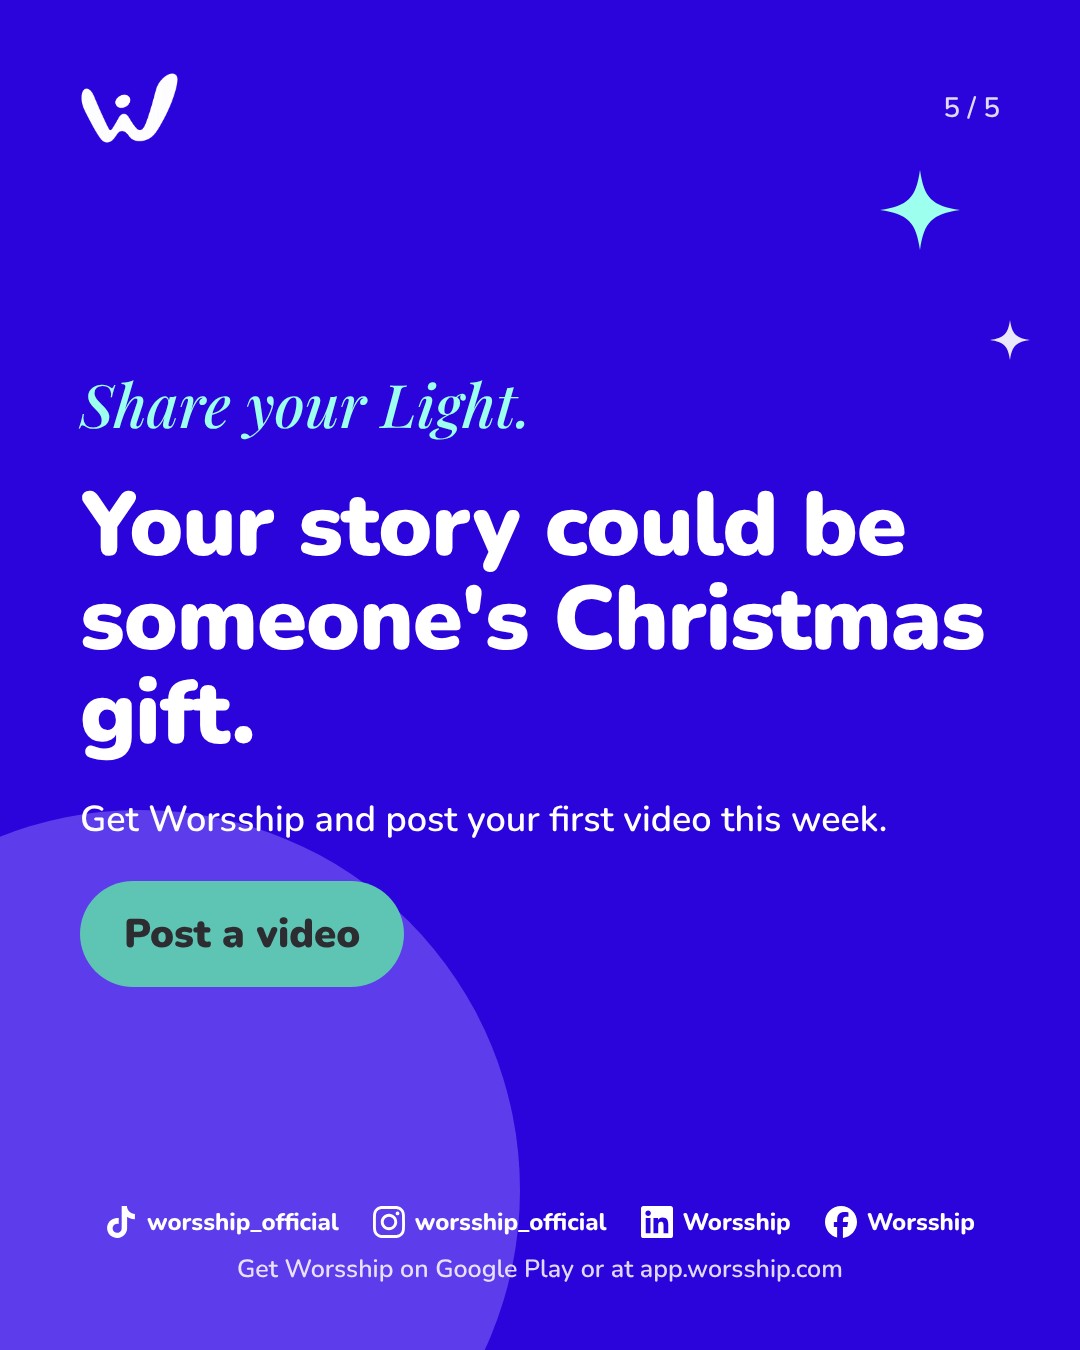 5 / 5
Share your Light.
Your story could be
someone's Christmas
gift.
Get Worsship and post your first video this week.
Post a video
worsship_official worsship_official Worsship Worsship
Get Worsship on Google Play or at app.worsship.com